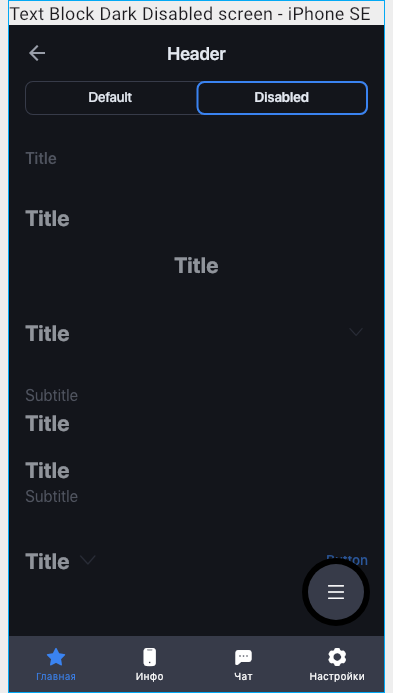 Text Block Dark Disabled screen - iPhone SE
Header
Default Disabled
Title
Title
Title
Title
Subtitle
Title
Title
Subtitle
Title Button
Главная Инфо Чат Настройки